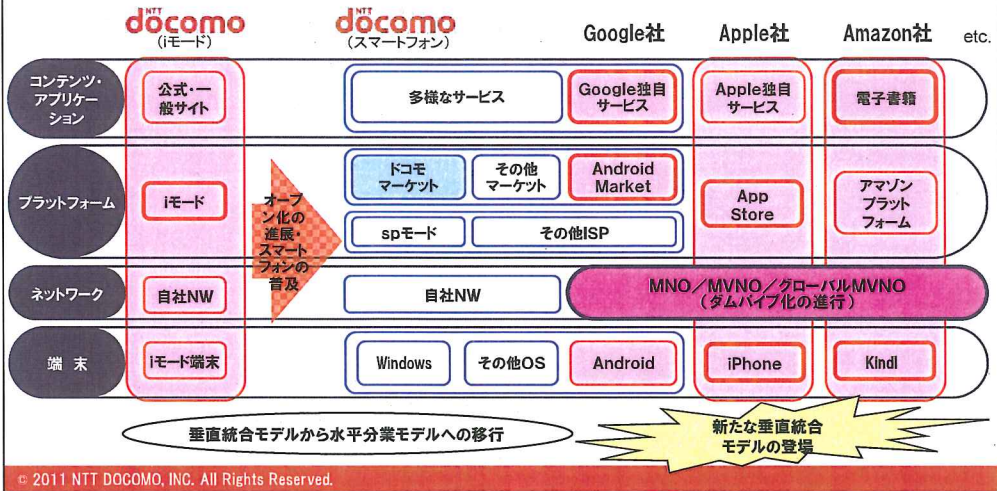 NTT
döcomo
(iモード)
NTT
döcomo
(スマートフォン)
Google社
Apple社
Amazon社
etc.
コンテンツ・
アプリケー
ション
公式・一
般サイト
多様なサービス
Google独自
サービス
Apple独自
サービス
電子書籍
プラットフォーム
iモード
オープ
ン化の
進展・
スマート
フォンの
普及
ドコモ
マーケット
その他
マーケット
Android
Market
spモード
その他ISP
App
Store
アマゾン
プラット
フォーム
ネットワーク
自社NW
自社NW
MNO／MVNO／グローバルMVNO
（ダムパイプ化の進行）
端 末
iモード端末
Windows
その他OS
Android
iPhone
Kindl
垂直統合モデルから水平分業モデルへの移行
新たな垂直統合
モデルの登場
© 2011 NTT DOCOMO, INC. All Rights Reserved.